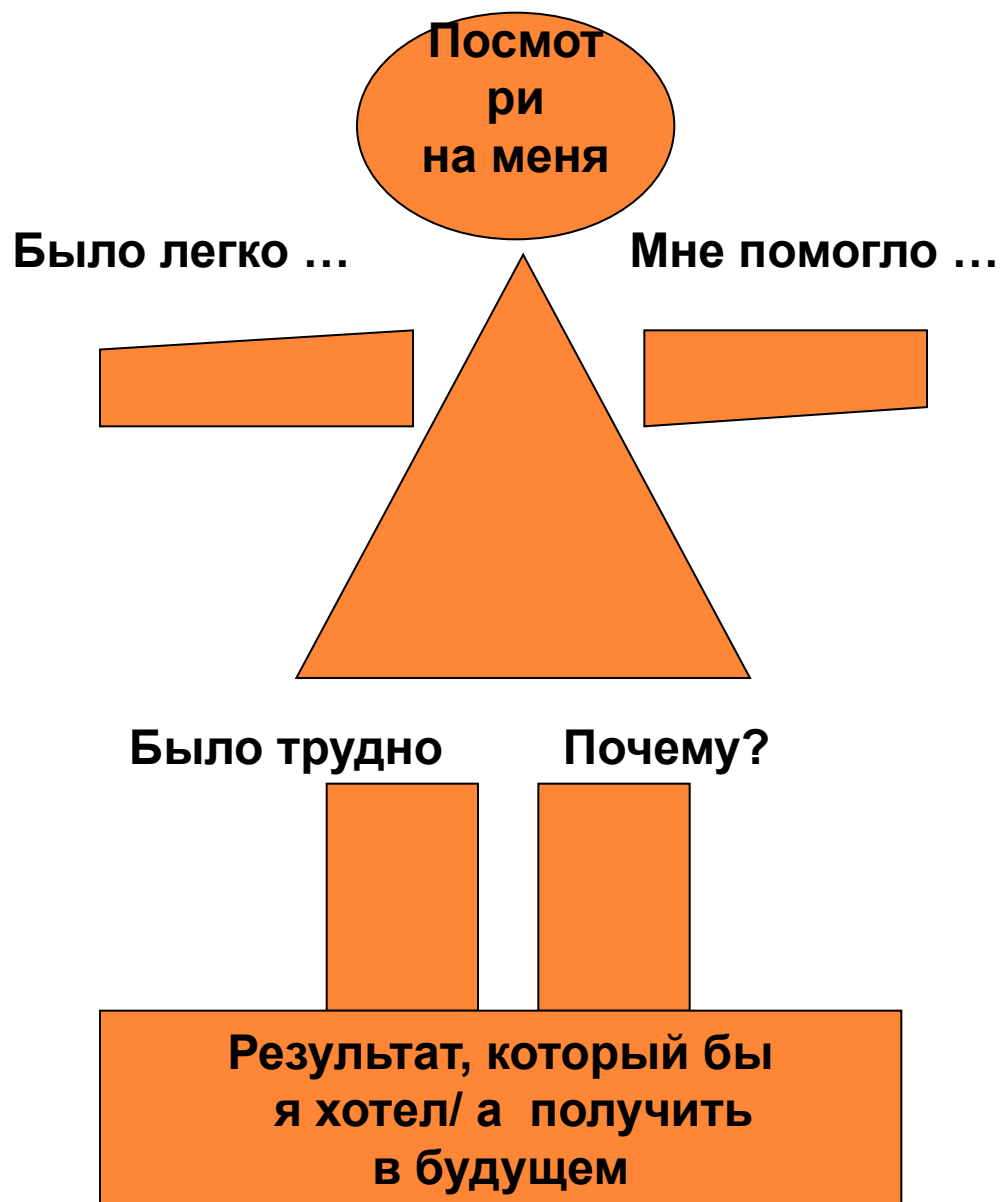 Посмот
ри
на меня
Было легко …
Мне помогло …
Было трудно
Почему?
Результат, который бы
я хотел/ а  получить
в будущем